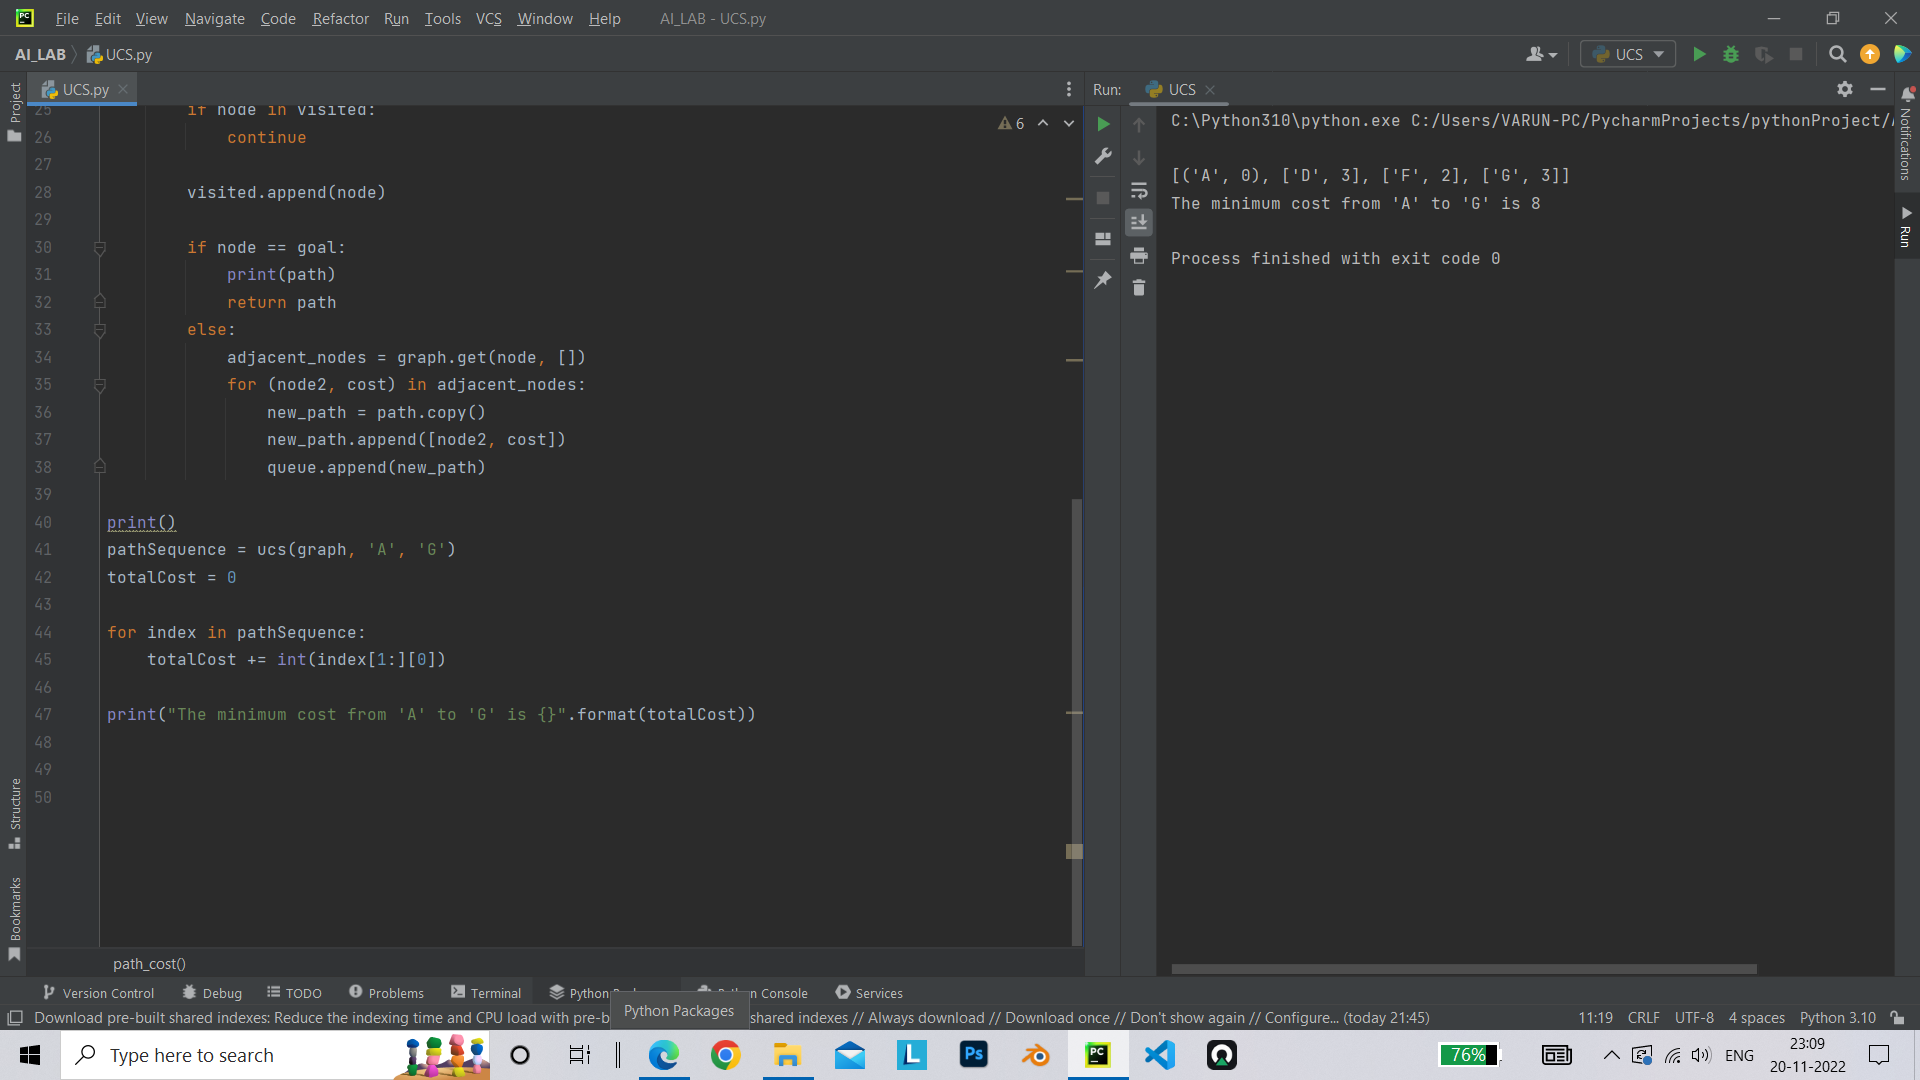 File Edit View Navigate Code Refactor Run Tools VCS Window Help AI_LAB - UCS.py
AI_LAB UCS.py
UCS
UCS.py
Run: UCS
Project
Structure
Bookmarks
Notifications
Run
6
25 if node in visited:
26 continue
27
28 visited.append(node)
29
30 if node == goal:
31 print(path)
32 return path
33 else:
34 adjacent_nodes = graph.get(node, [])
35 for (node2, cost) in adjacent_nodes:
36 new_path = path.copy()
37 new_path.append([node2, cost])
38 queue.append(new_path)
39
40 print()
41 pathSequence = ucs(graph, 'A', 'G')
42 totalCost = 0
43
44 for index in pathSequence:
45 totalCost += int(index[1:][0])
46
47 print("The minimum cost from 'A' to 'G' is {}".format(totalCost))
48
49
50
path_cost()
C:\Python310\python.exe C:/Users/VARUN-PC/PycharmProjects/pythonProject/
[('A', 0), ['D', 3], ['F', 2], ['G', 3]]
The minimum cost from 'A' to 'G' is 8
Process finished with exit code 0
Version Control Debug TODO Problems Terminal Python Console Services
Python Packages
Download pre-built shared indexes: Reduce the indexing time and CPU load with pre-b shared indexes // Always download // Download once // Don't show again // Configure... (today 21:45) 11:19 CRLF UTF-8 4 spaces Python 3.10
Type here to search
L
Ps
PC
76%
ENG
23:09
20-11-2022